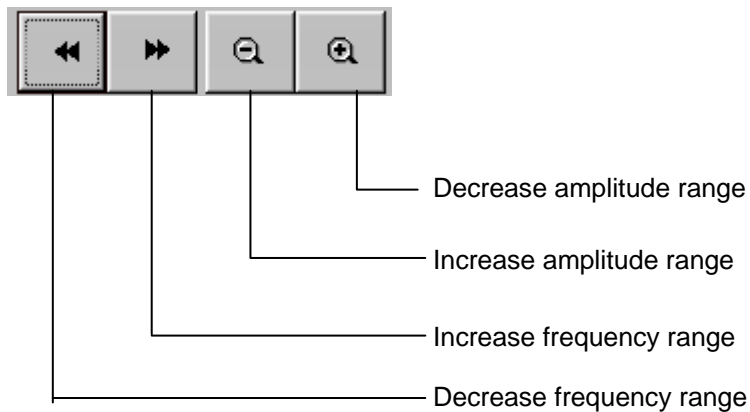 Decrease amplitude range
Increase amplitude range
Increase frequency range
Decrease frequency range